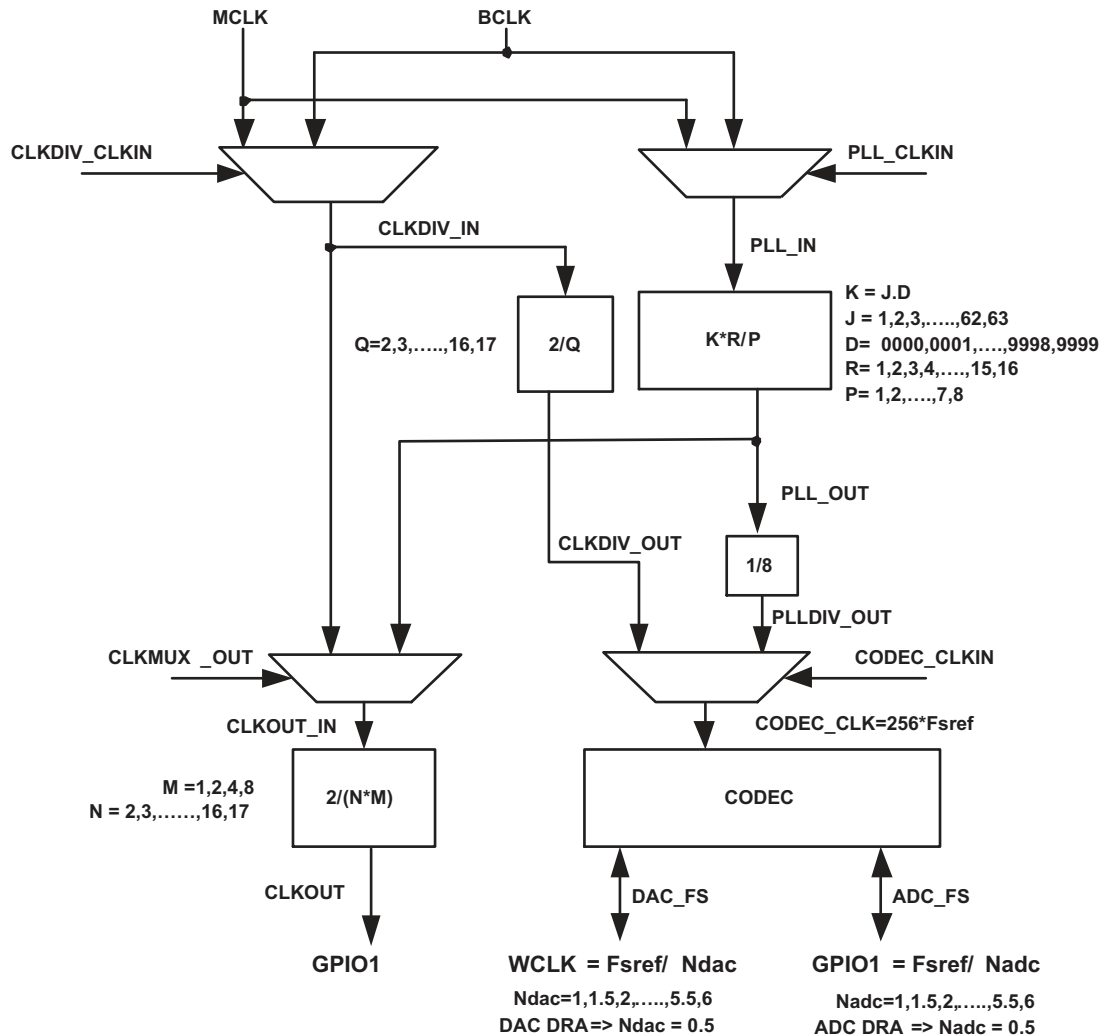 MCLK
BCLK
CLKDIV_CLKIN
PLL_CLKIN
CLKDIV_IN
PLL_IN
Q=2,3,…..,16,17
2/Q
K*R/P
K = J.D
J = 1,2,3,…..,62,63
D= 0000,0001,….,9998,9999
R= 1,2,3,4,….,15,16
P= 1,2,….,7,8
PLL_OUT
CLKDIV_OUT
1/8
PLLDIV_OUT
CLKMUX _OUT
CODEC_CLKIN
CLKOUT_IN
CODEC_CLK=256*Fsref
M =1,2,4,8
N = 2,3,……,16,17
2/(N*M)
CODEC
CLKOUT
DAC_FS
ADC_FS
GPIO1
WCLK = Fsref/ Ndac
GPIO1 = Fsref/ Nadc
Ndac=1,1.5,2,…..,5.5,6
Nadc=1,1.5,2,…..,5.5,6
DAC DRA => Ndac = 0.5
ADC DRA => Nadc = 0.5